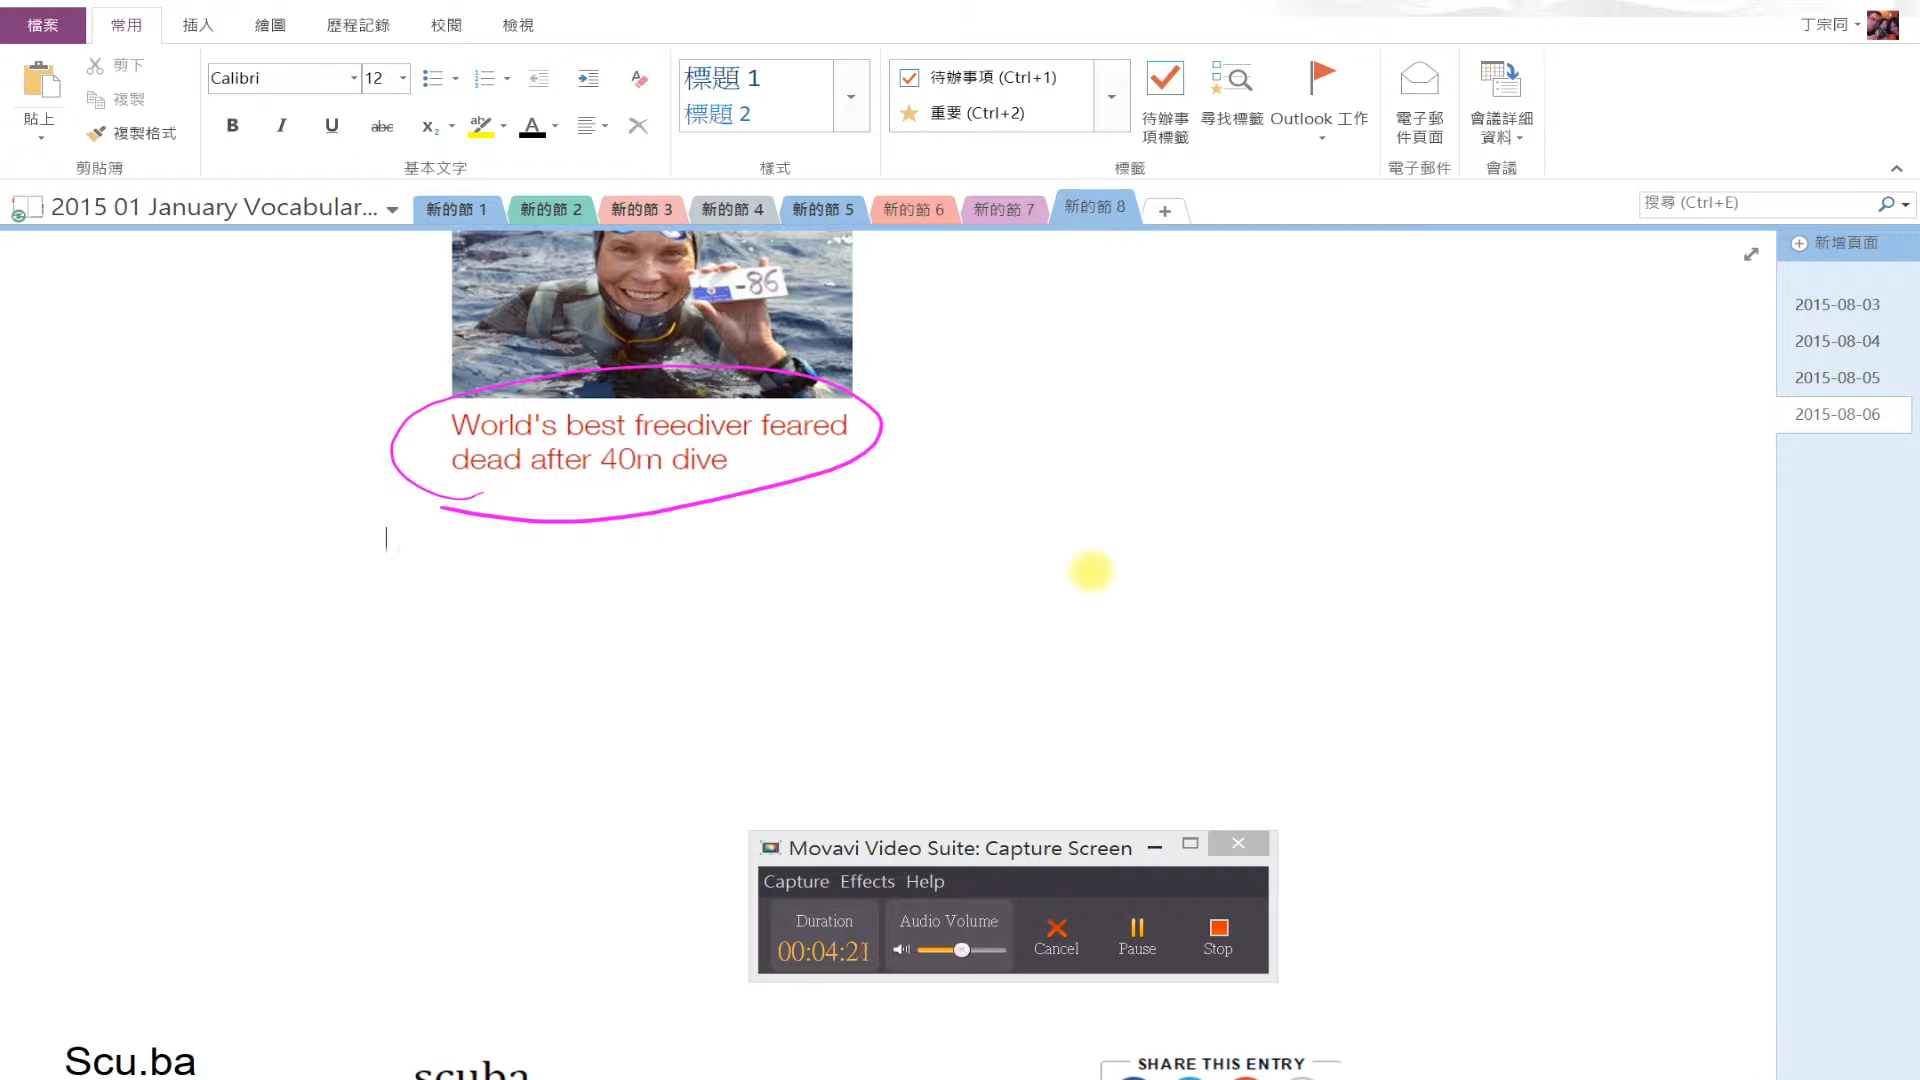 檔案 常用 插入 繪圖 歷程記錄 校閱 檢視 丁宗同
剪下
複製
複製格式
貼上
剪貼簿
Calibri 12
B I U abc X₂ A
基本文字
標題 1
標題 2
樣式
待辦事項 (Ctrl+1)
重要 (Ctrl+2)
待辦事
項標籤
尋找標籤
Outlook 工作
標籤
電子郵
件頁面
電子郵件
會議詳細
資料
會議
2015 01 January Vocabular... 新的節 1 新的節 2 新的節 3 新的節 4 新的節 5 新的節 6 新的節 7 新的節 8
搜尋 (Ctrl+E)
新增頁面
2015-08-03
2015-08-04
2015-08-05
2015-08-06
-86
World's best freediver feared
dead after 40m dive
Movavi Video Suite: Capture Screen
Capture Effects Help
Duration
00:04:21
Audio Volume
Cancel
Pause
Stop
Scu.ba
scuba
SHARE THIS ENTRY